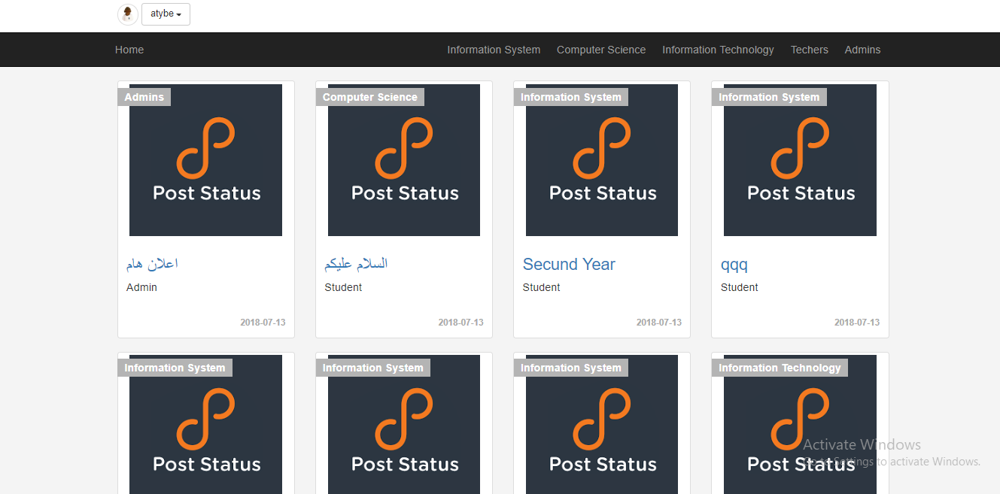 atybe
Home Information System Computer Science Information Technology Techers Admins
Admins Computer Science Information System Information System
Post Status Post Status Post Status Post Status
اعلان هام السلام عليكم Secund Year qqq
Admin Student Student Student
2018-07-13 2018-07-13 2018-07-13 2018-07-13
Information System Information System Information System Information Technology
Activate Windows
Go to Settings to activate Windows.
Post Status Post Status Post Status Post Status